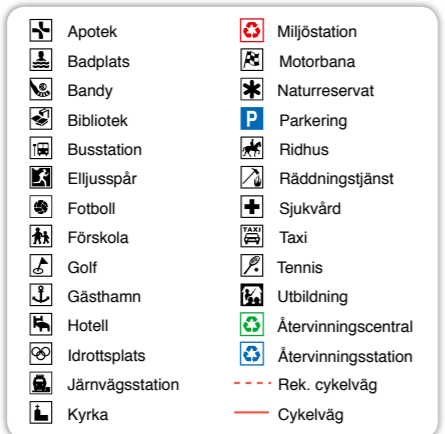 Apotek
Badplats
Bandy
Bibliotek
Busstation
Elljusspår
Fotboll
Förskola
Golf
Gästhamn
Hotell
Idrottsplats
Järnvägsstation
Kyrka
Miljöstation
Motorbana
Naturreservat
P Parkering
Ridhus
Räddningstjänst
Sjukvård
TAXI Taxi
Tennis
Utbildning
Återvinningscentral
Återvinningsstation
Rek. cykelväg
Cykelväg